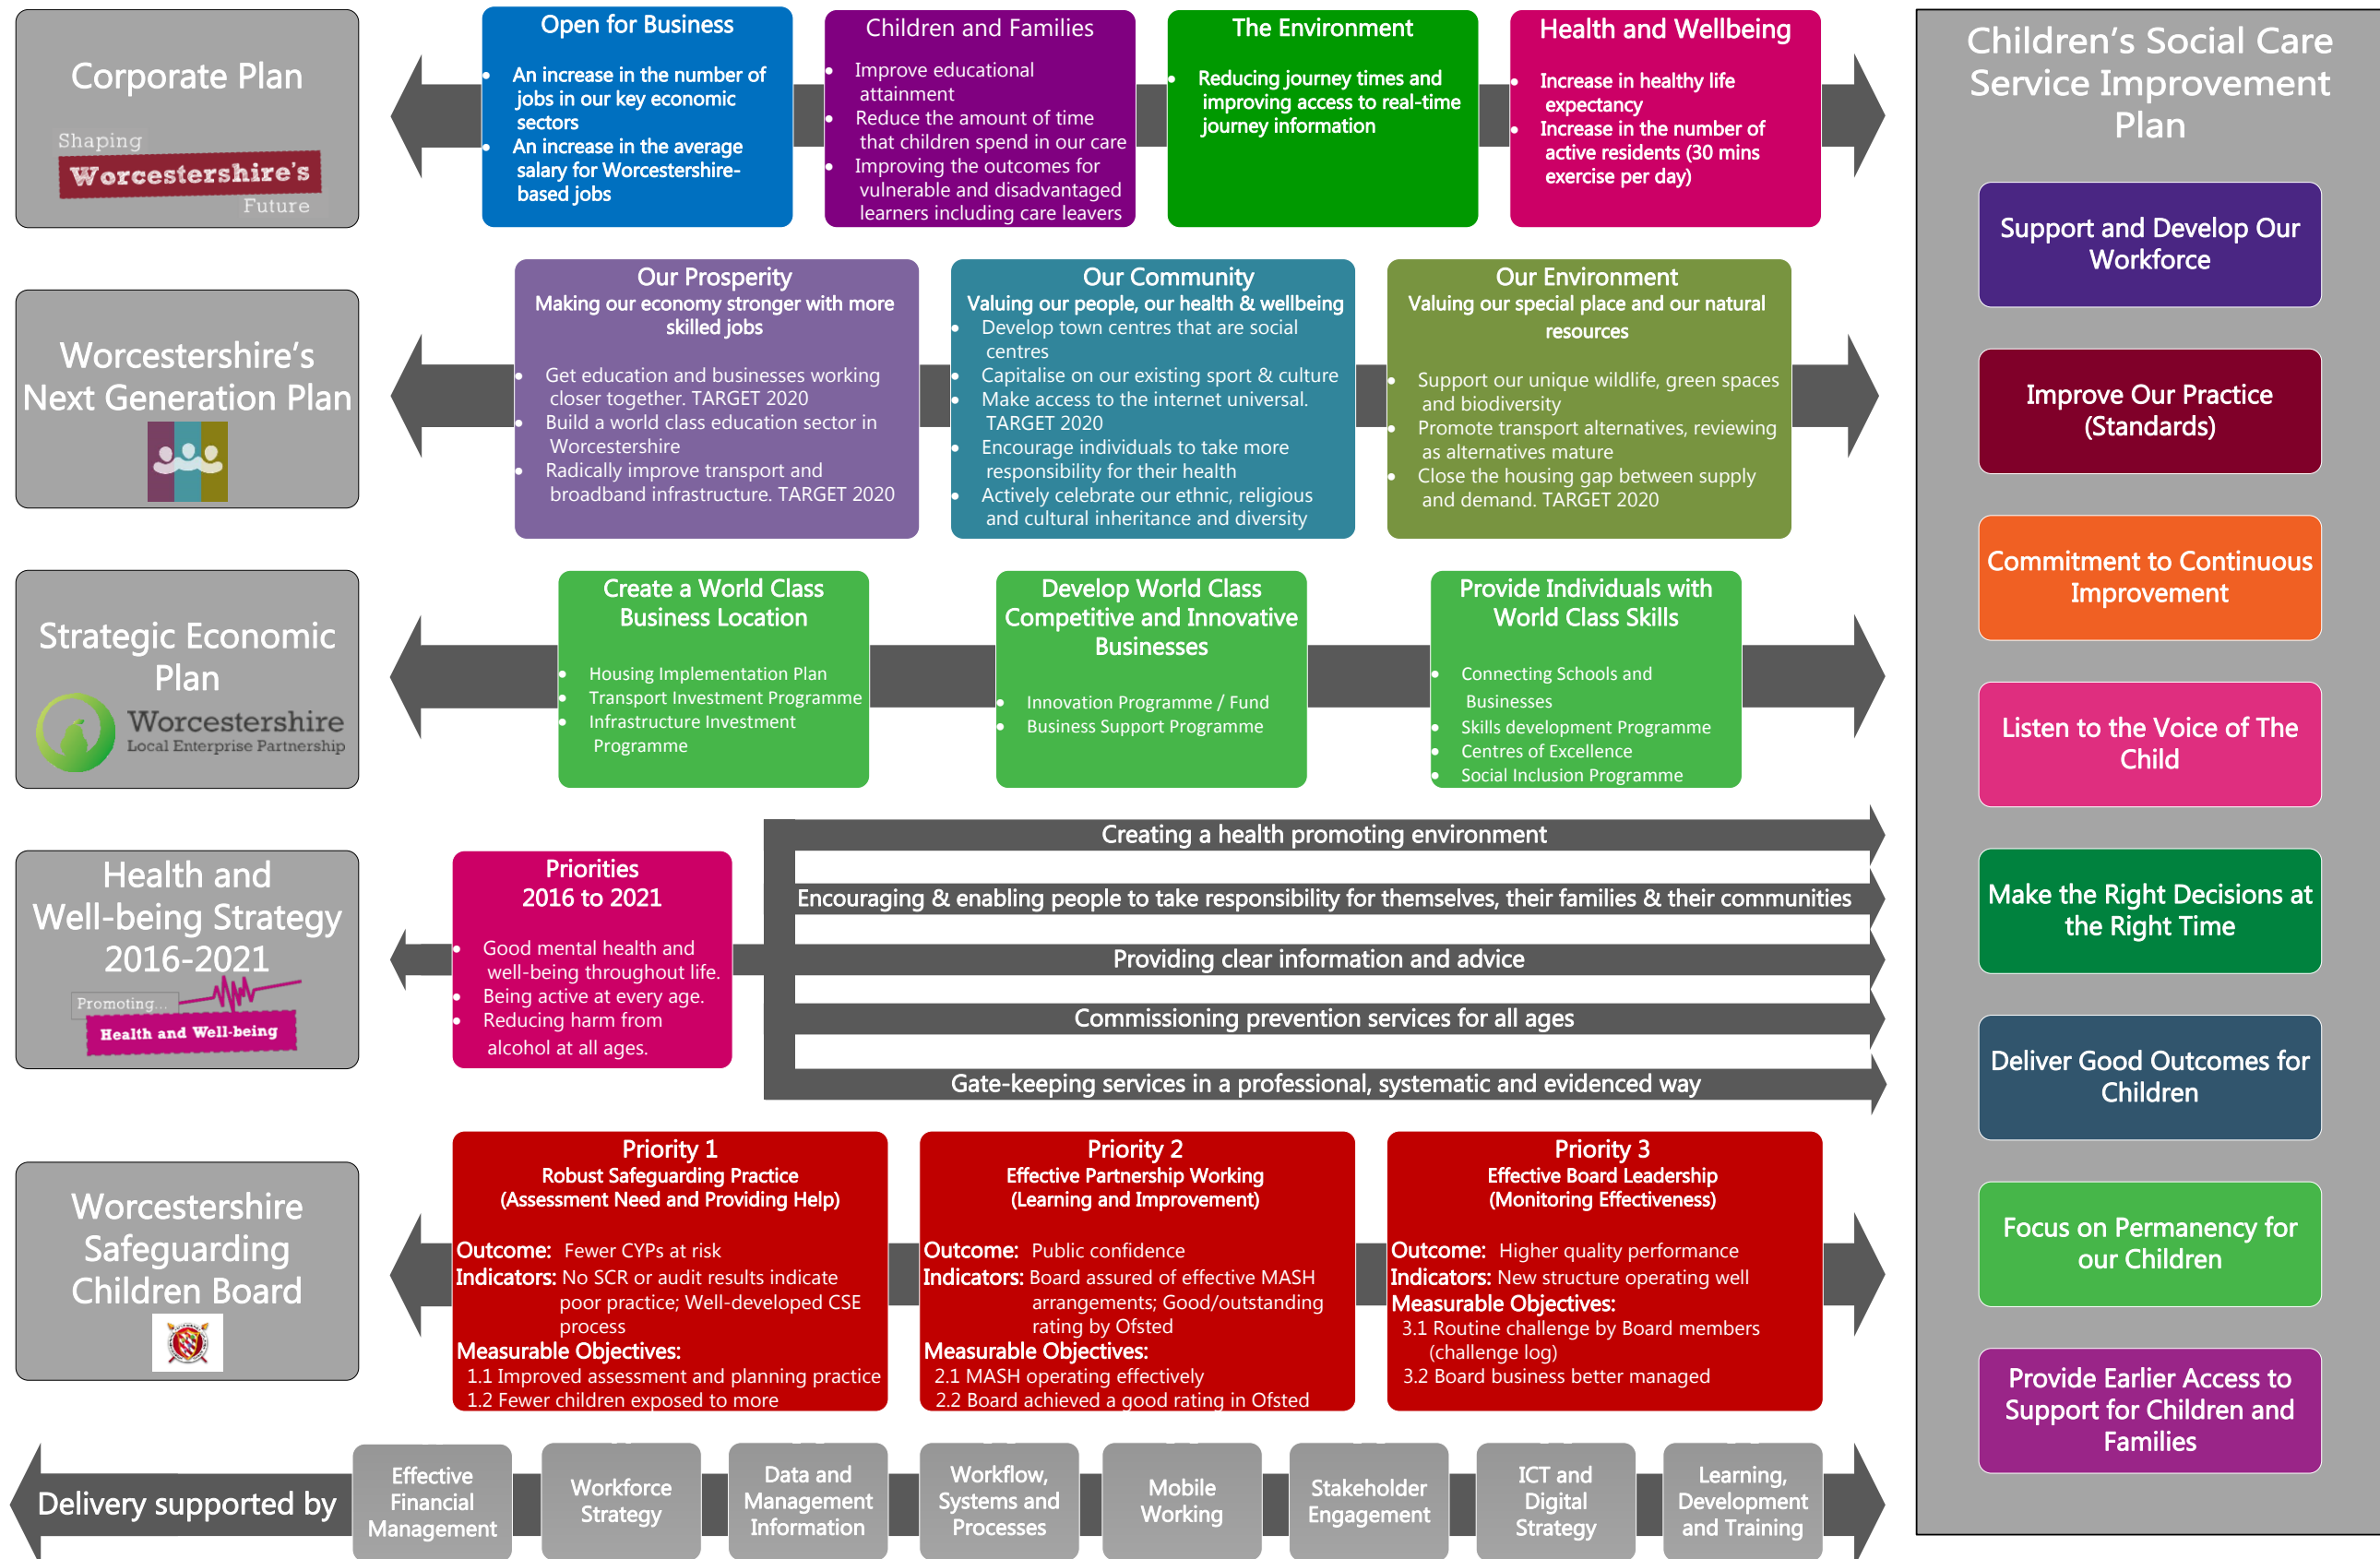 Corporate Plan
Shaping
Worcestershire's
Future
Open for Business
• An increase in the number of
jobs in our key economic
sectors
• An increase in the average
salary for Worcestershire-
based jobs
Children and Families
• Improve educational
attainment
• Reduce the amount of time
that children spend in our care
• Improving the outcomes for
vulnerable and disadvantaged
learners including care leavers
The Environment
• Reducing journey times and
improving access to real-time
journey information
Health and Wellbeing
• Increase in healthy life
expectancy
• Increase in the number of
active residents (30 mins
exercise per day)
Worcestershire's
Next Generation Plan
Our Prosperity
Making our economy stronger with more
skilled jobs
• Get education and businesses working
closer together. TARGET 2020
• Build a world class education sector in
Worcestershire
• Radically improve transport and
broadband infrastructure. TARGET 2020
Our Community
Valuing our people, our health & wellbeing
• Develop town centres that are social
centres
• Capitalise on our existing sport & culture
• Make access to the internet universal.
TARGET 2020
• Encourage individuals to take more
responsibility for their health
• Actively celebrate our ethnic, religious
and cultural inheritance and diversity
Our Environment
Valuing our special place and our natural
resources
• Support our unique wildlife, green spaces
and biodiversity
• Promote transport alternatives, reviewing
as alternatives mature
• Close the housing gap between supply
and demand. TARGET 2020
Strategic Economic
Plan
Worcestershire
Local Enterprise Partnership
Create a World Class
Business Location
• Housing Implementation Plan
• Transport Investment Programme
• Infrastructure Investment
Programme
Develop World Class
Competitive and Innovative
Businesses
• Innovation Programme / Fund
• Business Support Programme
Provide Individuals with
World Class Skills
• Connecting Schools and
Businesses
• Skills development Programme
• Centres of Excellence
• Social Inclusion Programme
Health and
Well-being Strategy
2016-2021
Promoting...
Health and Well-being
Priorities
2016 to 2021
• Good mental health and
well-being throughout life.
• Being active at every age.
• Reducing harm from
alcohol at all ages.
Creating a health promoting environment
Encouraging & enabling people to take responsibility for themselves, their families & their communities
Providing clear information and advice
Commissioning prevention services for all ages
Gate-keeping services in a professional, systematic and evidenced way
Worcestershire
Safeguarding
Children Board
Priority 1
Robust Safeguarding Practice
(Assessment Need and Providing Help)
Outcome: Fewer CYPs at risk
Indicators: No SCR or audit results indicate
poor practice; Well-developed CSE
process
Measurable Objectives:
1.1 Improved assessment and planning practice
1.2 Fewer children exposed to more
Priority 2
Effective Partnership Working
(Learning and Improvement)
Outcome: Public confidence
Indicators: Board assured of effective MASH
arrangements; Good/outstanding
rating by Ofsted
Measurable Objectives:
2.1 MASH operating effectively
2.2 Board achieved a good rating in Ofsted
Priority 3
Effective Board Leadership
(Monitoring Effectiveness)
Outcome: Higher quality performance
Indicators: New structure operating well
Measurable Objectives:
3.1 Routine challenge by Board members
(challenge log)
3.2 Board business better managed
Delivery supported by
Effective
Financial
Management
Workforce
Strategy
Data and
Management
Information
Workflow,
Systems and
Processes
Mobile
Working
Stakeholder
Engagement
ICT and
Digital
Strategy
Learning,
Development
and Training
Children's Social Care
Service Improvement
Plan
Support and Develop Our
Workforce
Improve Our Practice
(Standards)
Commitment to Continuous
Improvement
Listen to the Voice of The
Child
Make the Right Decisions at
the Right Time
Deliver Good Outcomes for
Children
Focus on Permanency for
our Children
Provide Earlier Access to
Support for Children and
Families